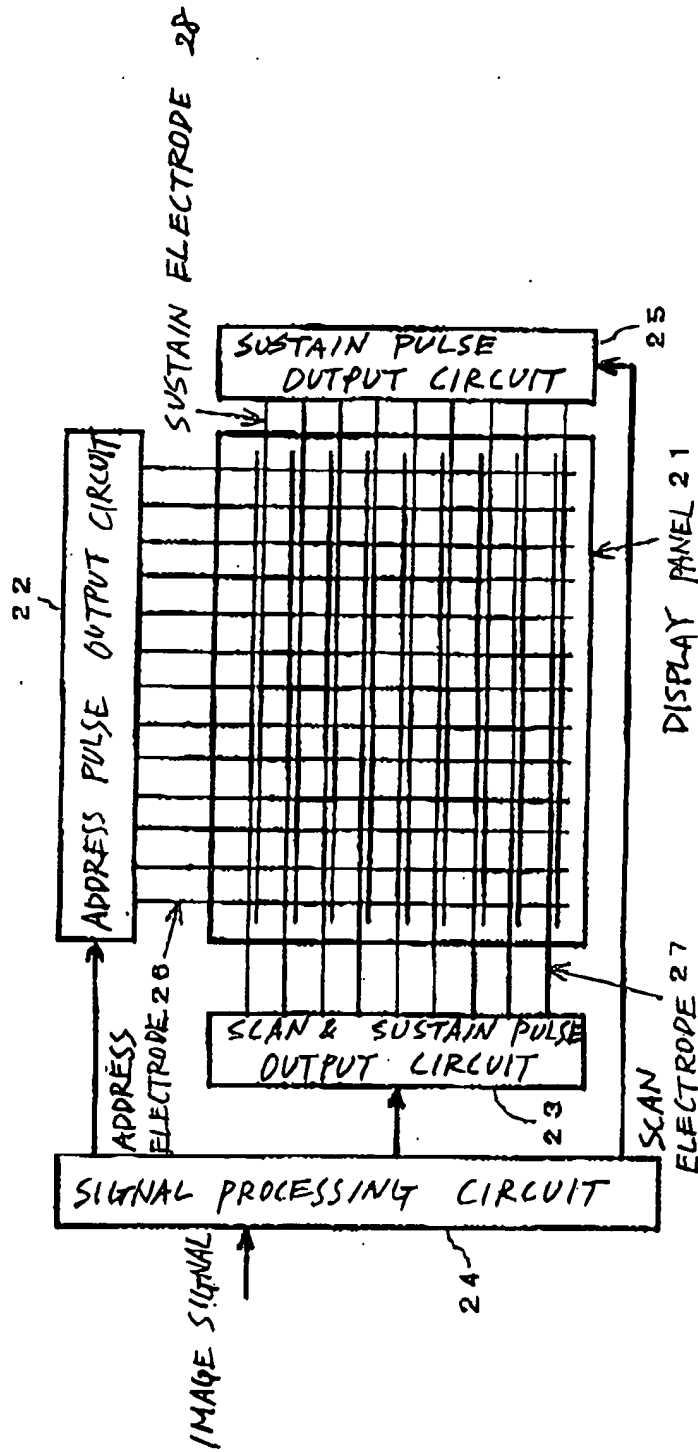 22
ADDRESS PULSE OUTPUT CIRCUIT
SUSTAIN ELECTRODE 28
ADDRESS
ELECTRODE 26
IMAGE SIGNAL
SIGNAL PROCESSING CIRCUIT
24
SCAN & SUSTAIN PULSE
OUTPUT CIRCUIT
23
SUSTAIN PULSE
OUTPUT CIRCUIT
25
SCAN
ELECTRODE 27
DISPLAY PANEL 21